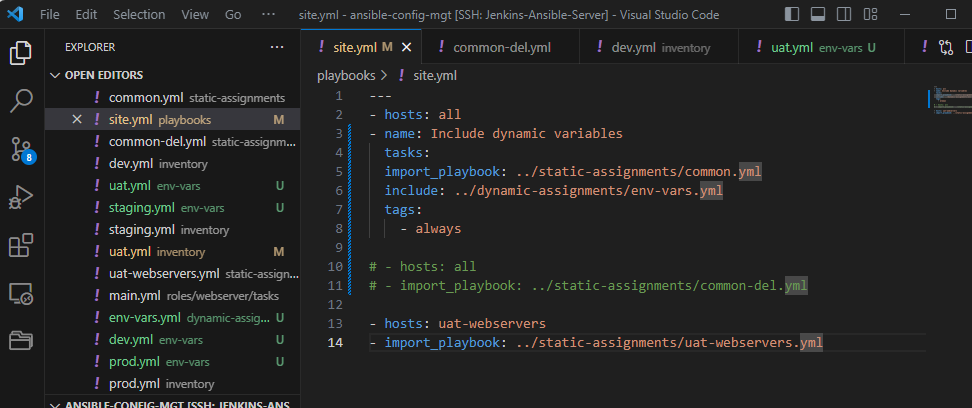 File Edit Selection View Go ··· site.yml - ansible-config-mgt [SSH: Jenkins-Ansible-Server] - Visual Studio Code
EXPLORER ···
OPEN EDITORS
! common.yml static-assignments
! site.yml playbooks M
! common-del.yml static-assignm...
! dev.yml inventory
! uat.yml env-vars U
! staging.yml env-vars U
! staging.yml inventory
! uat.yml inventory M
! uat-webservers.yml static-assign...
! main.yml roles/webserver/tasks
! env-vars.yml dynamic-assig... U
! dev.yml env-vars U
! prod.yml env-vars U
! prod.yml inventory
ANSIBLE-CONFIG-MGT [SSH: JENKINS-ANS
8
! site.yml M ! common-del.yml ! dev.yml inventory ! uat.yml env-vars U !
playbooks > ! site.yml
1 ---
2 - hosts: all
3 - name: Include dynamic variables
4 tasks:
5 import_playbook: ../static-assignments/common.yml
6 include: ../dynamic-assignments/env-vars.yml
7 tags:
8 - always
9
10 # - hosts: all
11 # - import_playbook: ../static-assignments/common-del.yml
12
13 - hosts: uat-webservers
14 - import_playbook: ../static-assignments/uat-webservers.yml